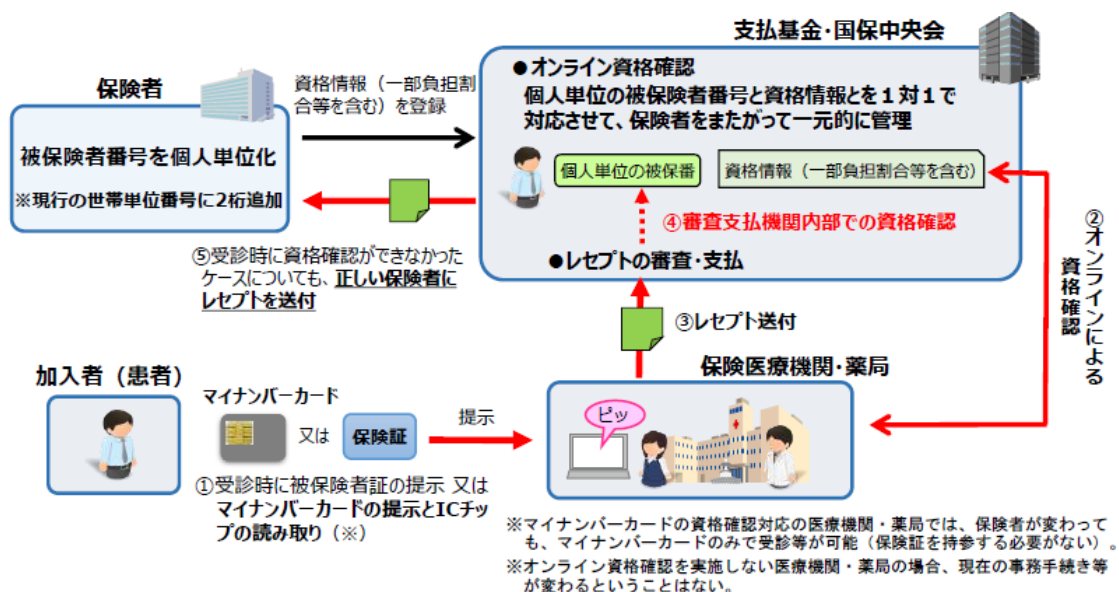 支払基金・国保中央会
●オンライン資格確認
個人単位の被保険者番号と資格情報とを１対１で
対応させて、保険者をまたがって一元的に管理
個人単位の被保番
資格情報（一部負担割合等を含む）
④審査支払機関内部での資格確認
●レセプトの審査・支払
保険者
被保険者番号を個人単位化
※現行の世帯単位番号に2桁追加
資格情報（一部負担割
合等を含む）を登録
⑤受診時に資格確認ができなかった
ケースについても、正しい保険者に
レセプトを送付
②オンラインによる
資格確認
③レセプト送付
保険医療機関・薬局
ピッ
加入者（患者）
マイナンバーカード
又は
保険証
提示
①受診時に被保険者証の提示 又は
マイナンバーカードの提示とICチッ
プの読み取り（※）
※マイナンバーカードの資格確認対応の医療機関・薬局では、保険者が変わって
も、マイナンバーカードのみで受診等が可能（保険証を持参する必要がない）。
※オンライン資格確認を実施しない医療機関・薬局の場合、現在の事務手続き等
が変わるということはない。